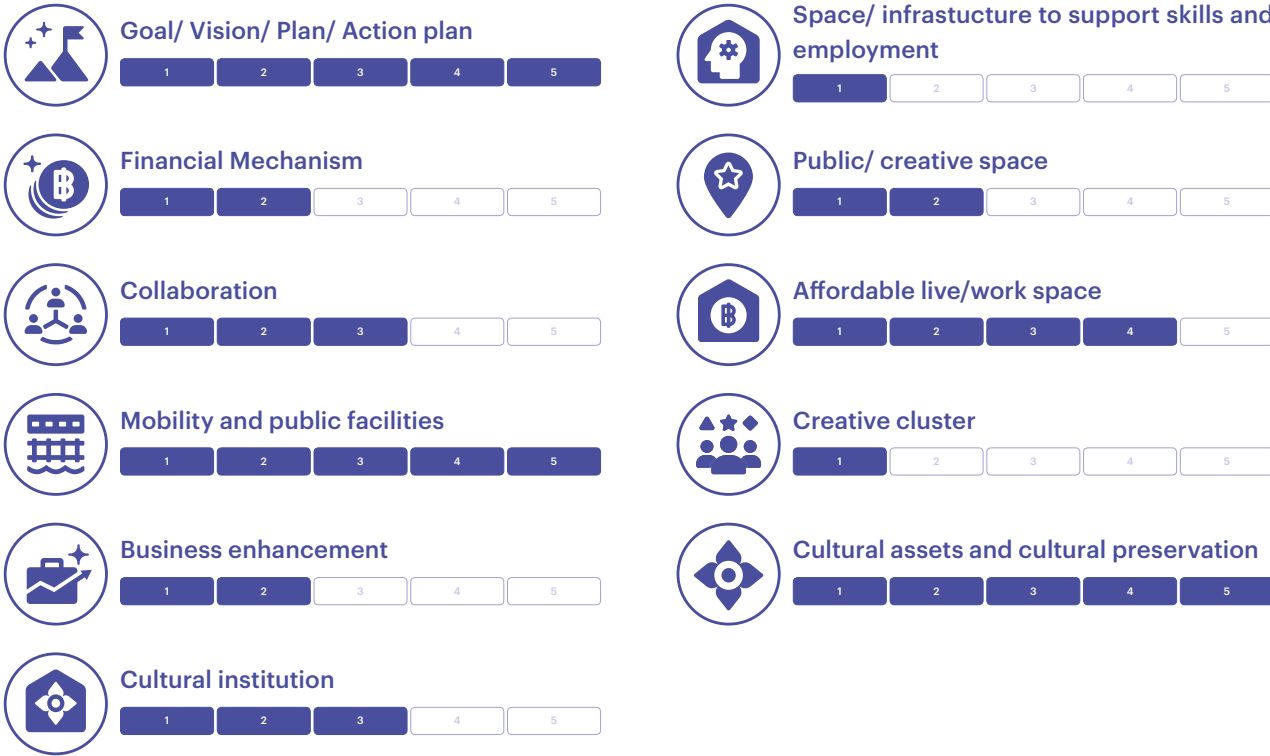 Goal/ Vision/ Plan/ Action plan
1 2 3 4 5
Financial Mechanism
1 2 3 4 5
Collaboration
1 2 3 4 5
Mobility and public facilities
1 2 3 4 5
Business enhancement
1 2 3 4 5
Cultural institution
1 2 3 4 5
Space/ infrastucture to support skills and
employment
1 2 3 4 5
Public/ creative space
1 2 3 4 5
Affordable live/work space
1 2 3 4 5
Creative cluster
1 2 3 4 5
Cultural assets and cultural preservation
1 2 3 4 5